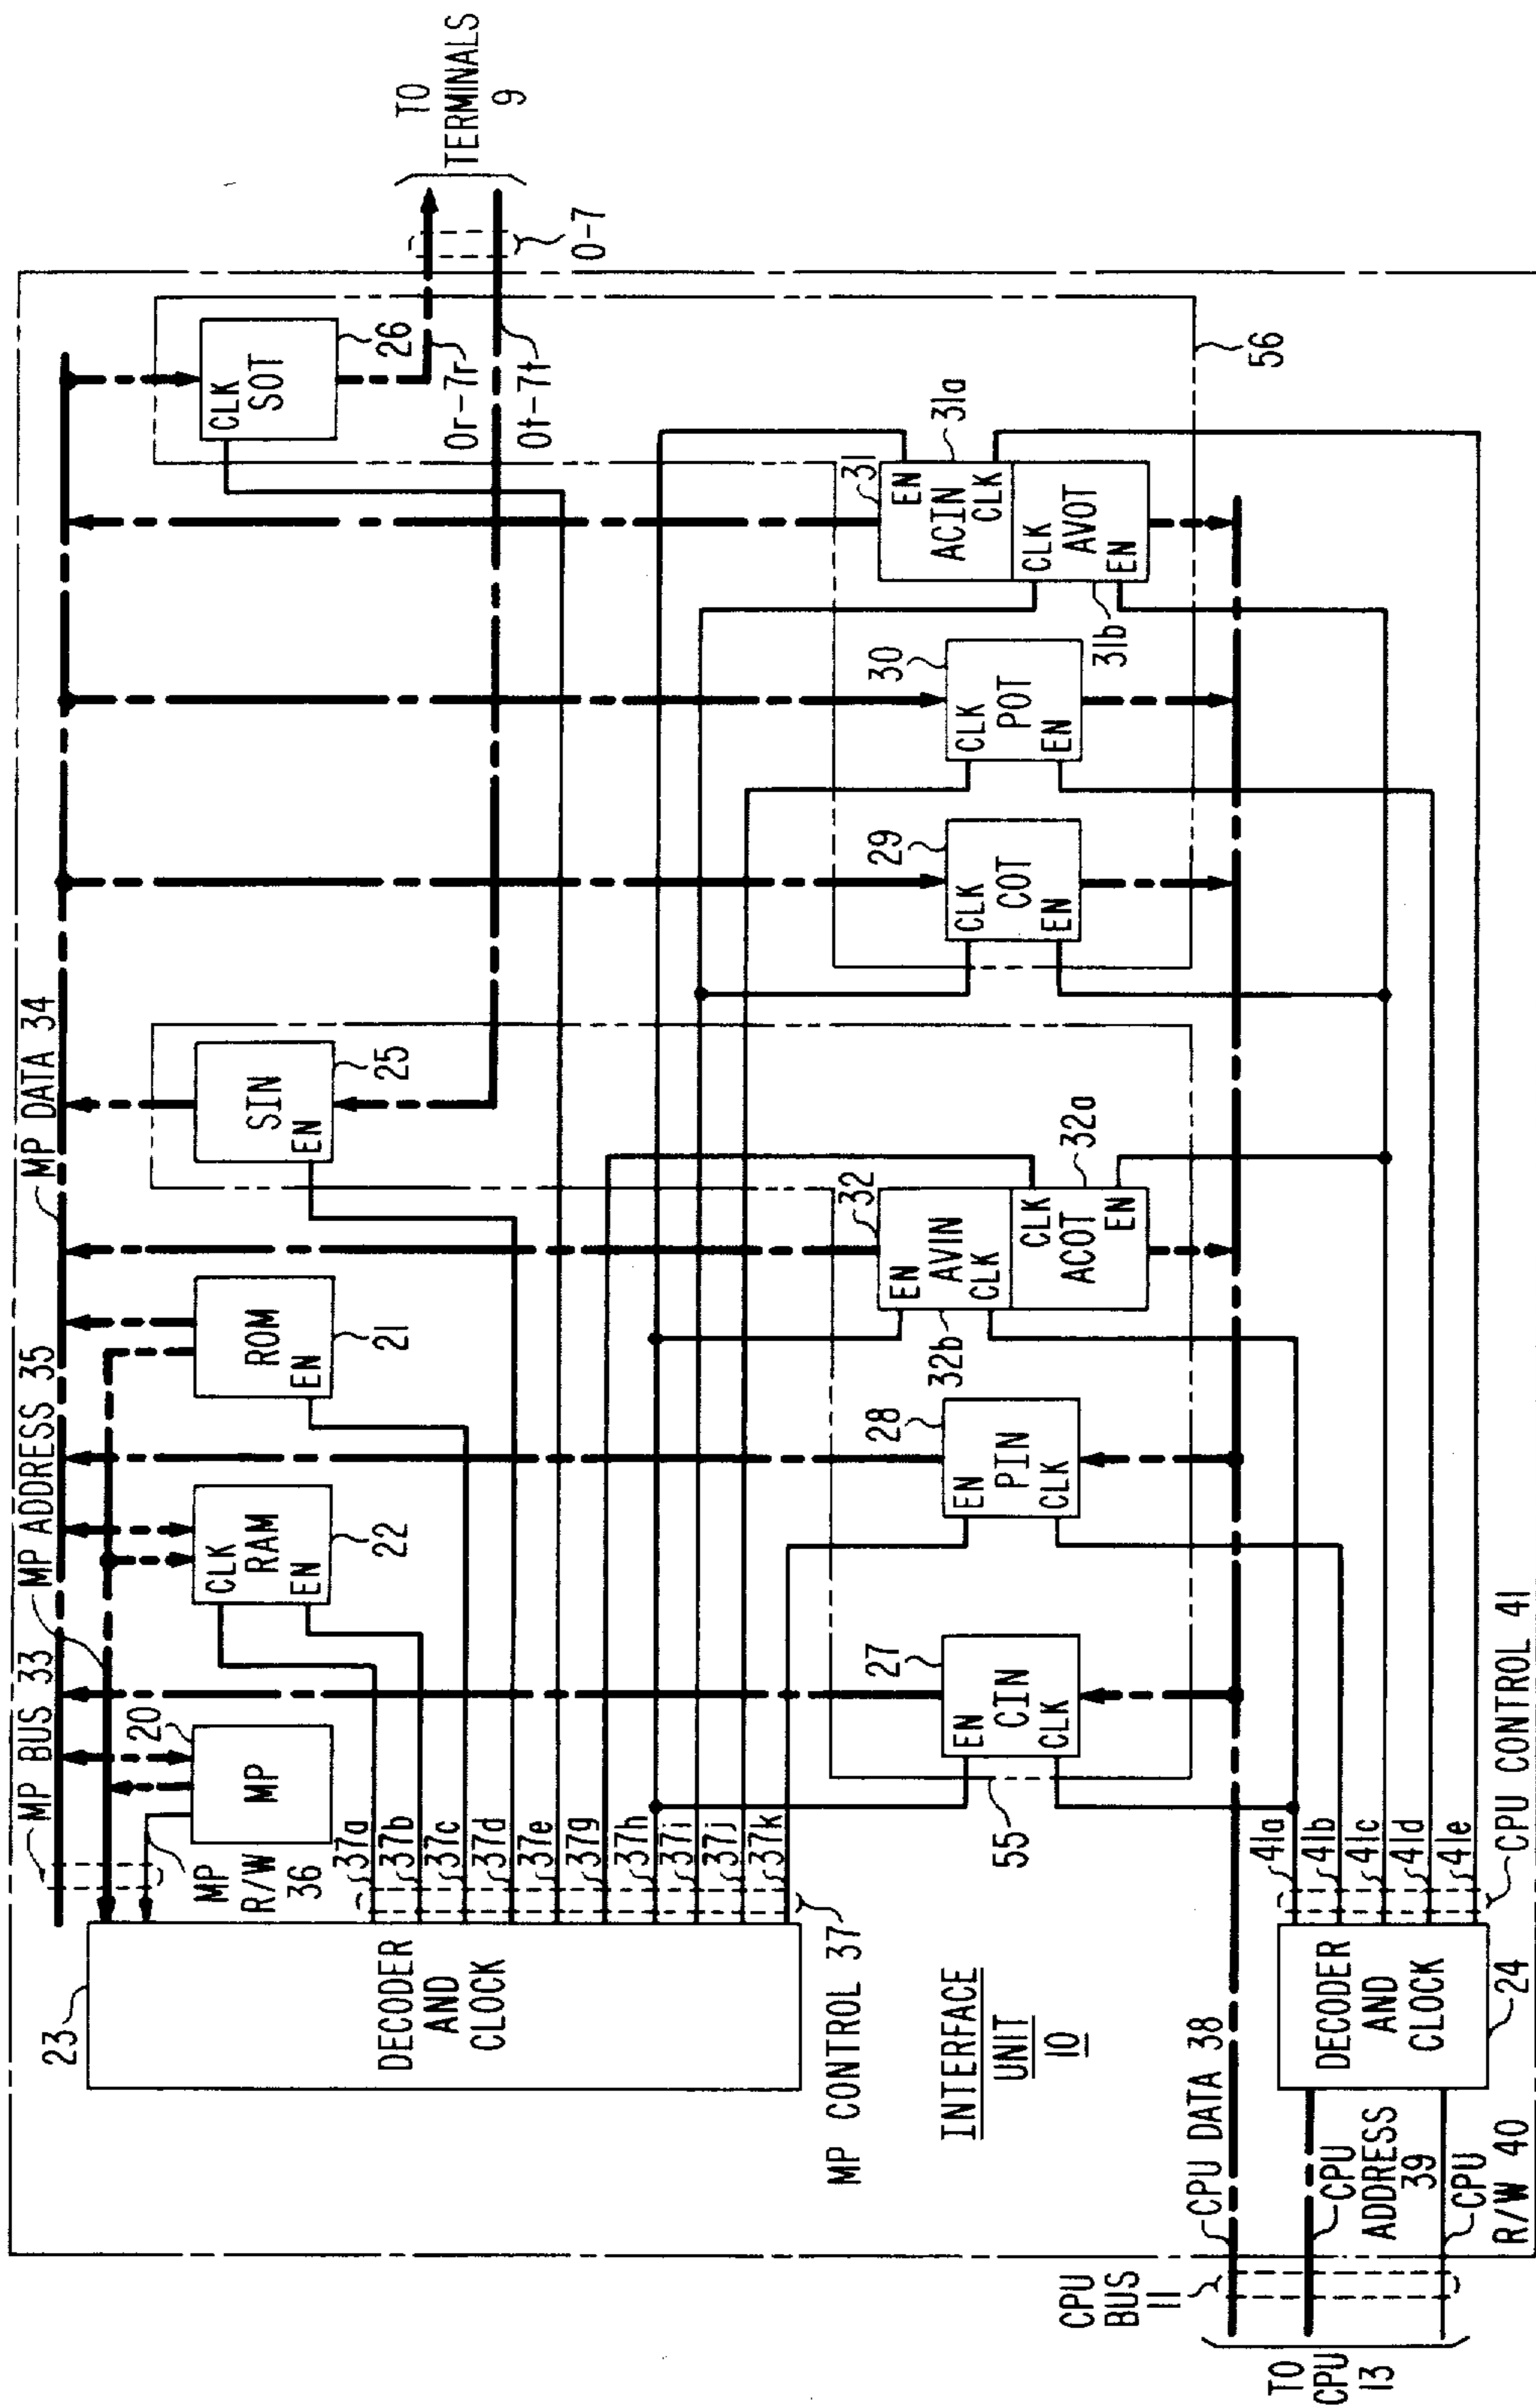 MP BUS 33
MP ADDRESS 35
MP DATA 34
23
DECODER
AND
CLOCK
MP
R/W
36
20
MP
CLK
RAM
EN
22
ROM
EN
21
SIN
EN
25
CLK
SOT
26
TO
TERMINALS
9
0r-7r
0t-7t
0-7
37a
37b
37c
37d
37e
37g
37h
37i
37j
37k
MP CONTROL 37
INTERFACE
UNIT
10
55
EN
CIN
CLK
27
EN
PIN
CLK
28
32
EN
AVIN
CLK
32b
CLK
ACOT
EN
32a
CLK
COT
EN
29
CLK
POT
EN
30
31
EN
ACIN
CLK
31a
CLK
AVOT
EN
31b
56
CPU
BUS
11
CPU DATA 38
TO
CPU
13
CPU
ADDRESS
39
CPU
R/W 40
DECODER
AND
CLOCK
24
41a
41b
41c
41d
41e
CPU CONTROL 41